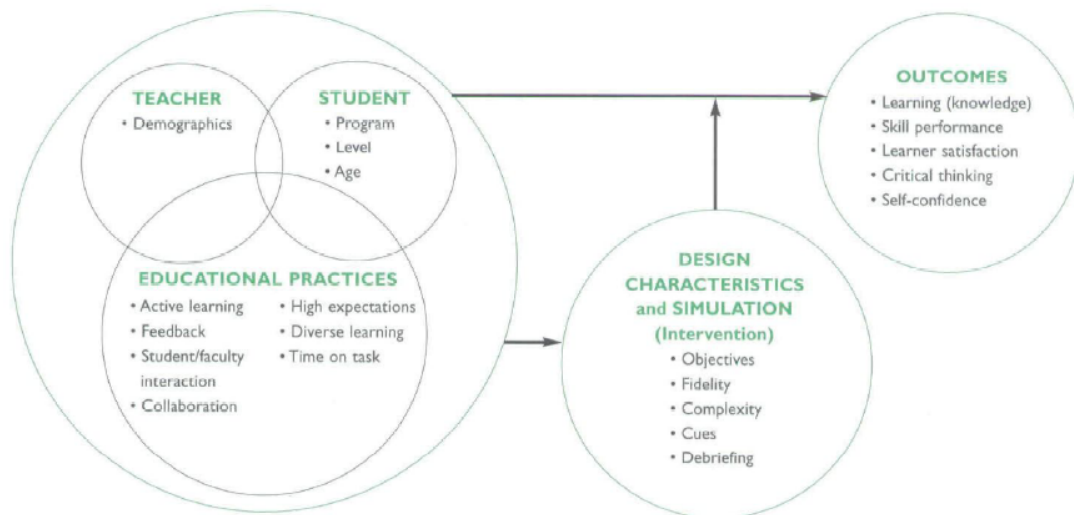 TEACHER
• Demographics
STUDENT
• Program
• Level
• Age
EDUCATIONAL PRACTICES
• Active learning
• Feedback
• Student/faculty
interaction
• Collaboration
• High expectations
• Diverse learning
• Time on task
DESIGN
CHARACTERISTICS
and SIMULATION
(Intervention)
• Objectives
• Fidelity
• Complexity
• Cues
• Debriefing
OUTCOMES
• Learning (knowledge)
• Skill performance
• Learner satisfaction
• Critical thinking
• Self-confidence